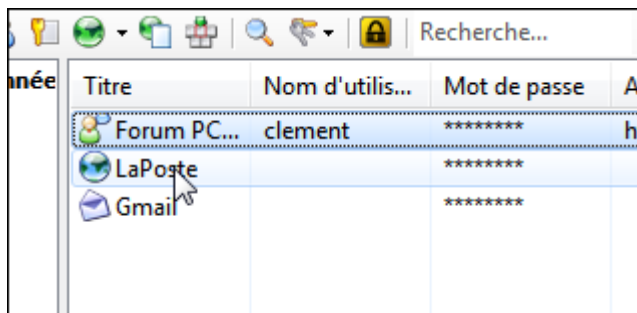 Recherche...
nnée Titre Nom d'utilis... Mot de passe A
Forum PC... clement ******** h
LaPoste ********
Gmail ********